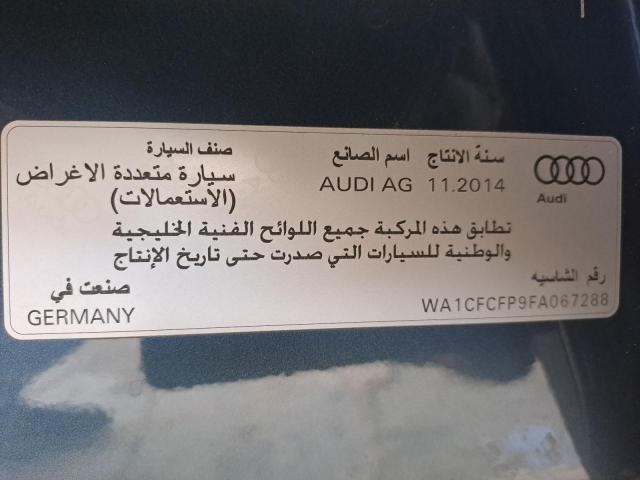 سنة الإنتاج اسم الصانع صنف السيارة
AUDI AG 11.2014 سيارة متعددة الاغراض
(الاستعمالات)
Audi
تطابق هذه المركبة جميع اللوائح الفنية الخليجية
والوطنية للسيارات التي صدرت حتى تاريخ الإنتاج
رقم الشاسيه
WA1CFCFP9FA067288
صنعت في
GERMANY